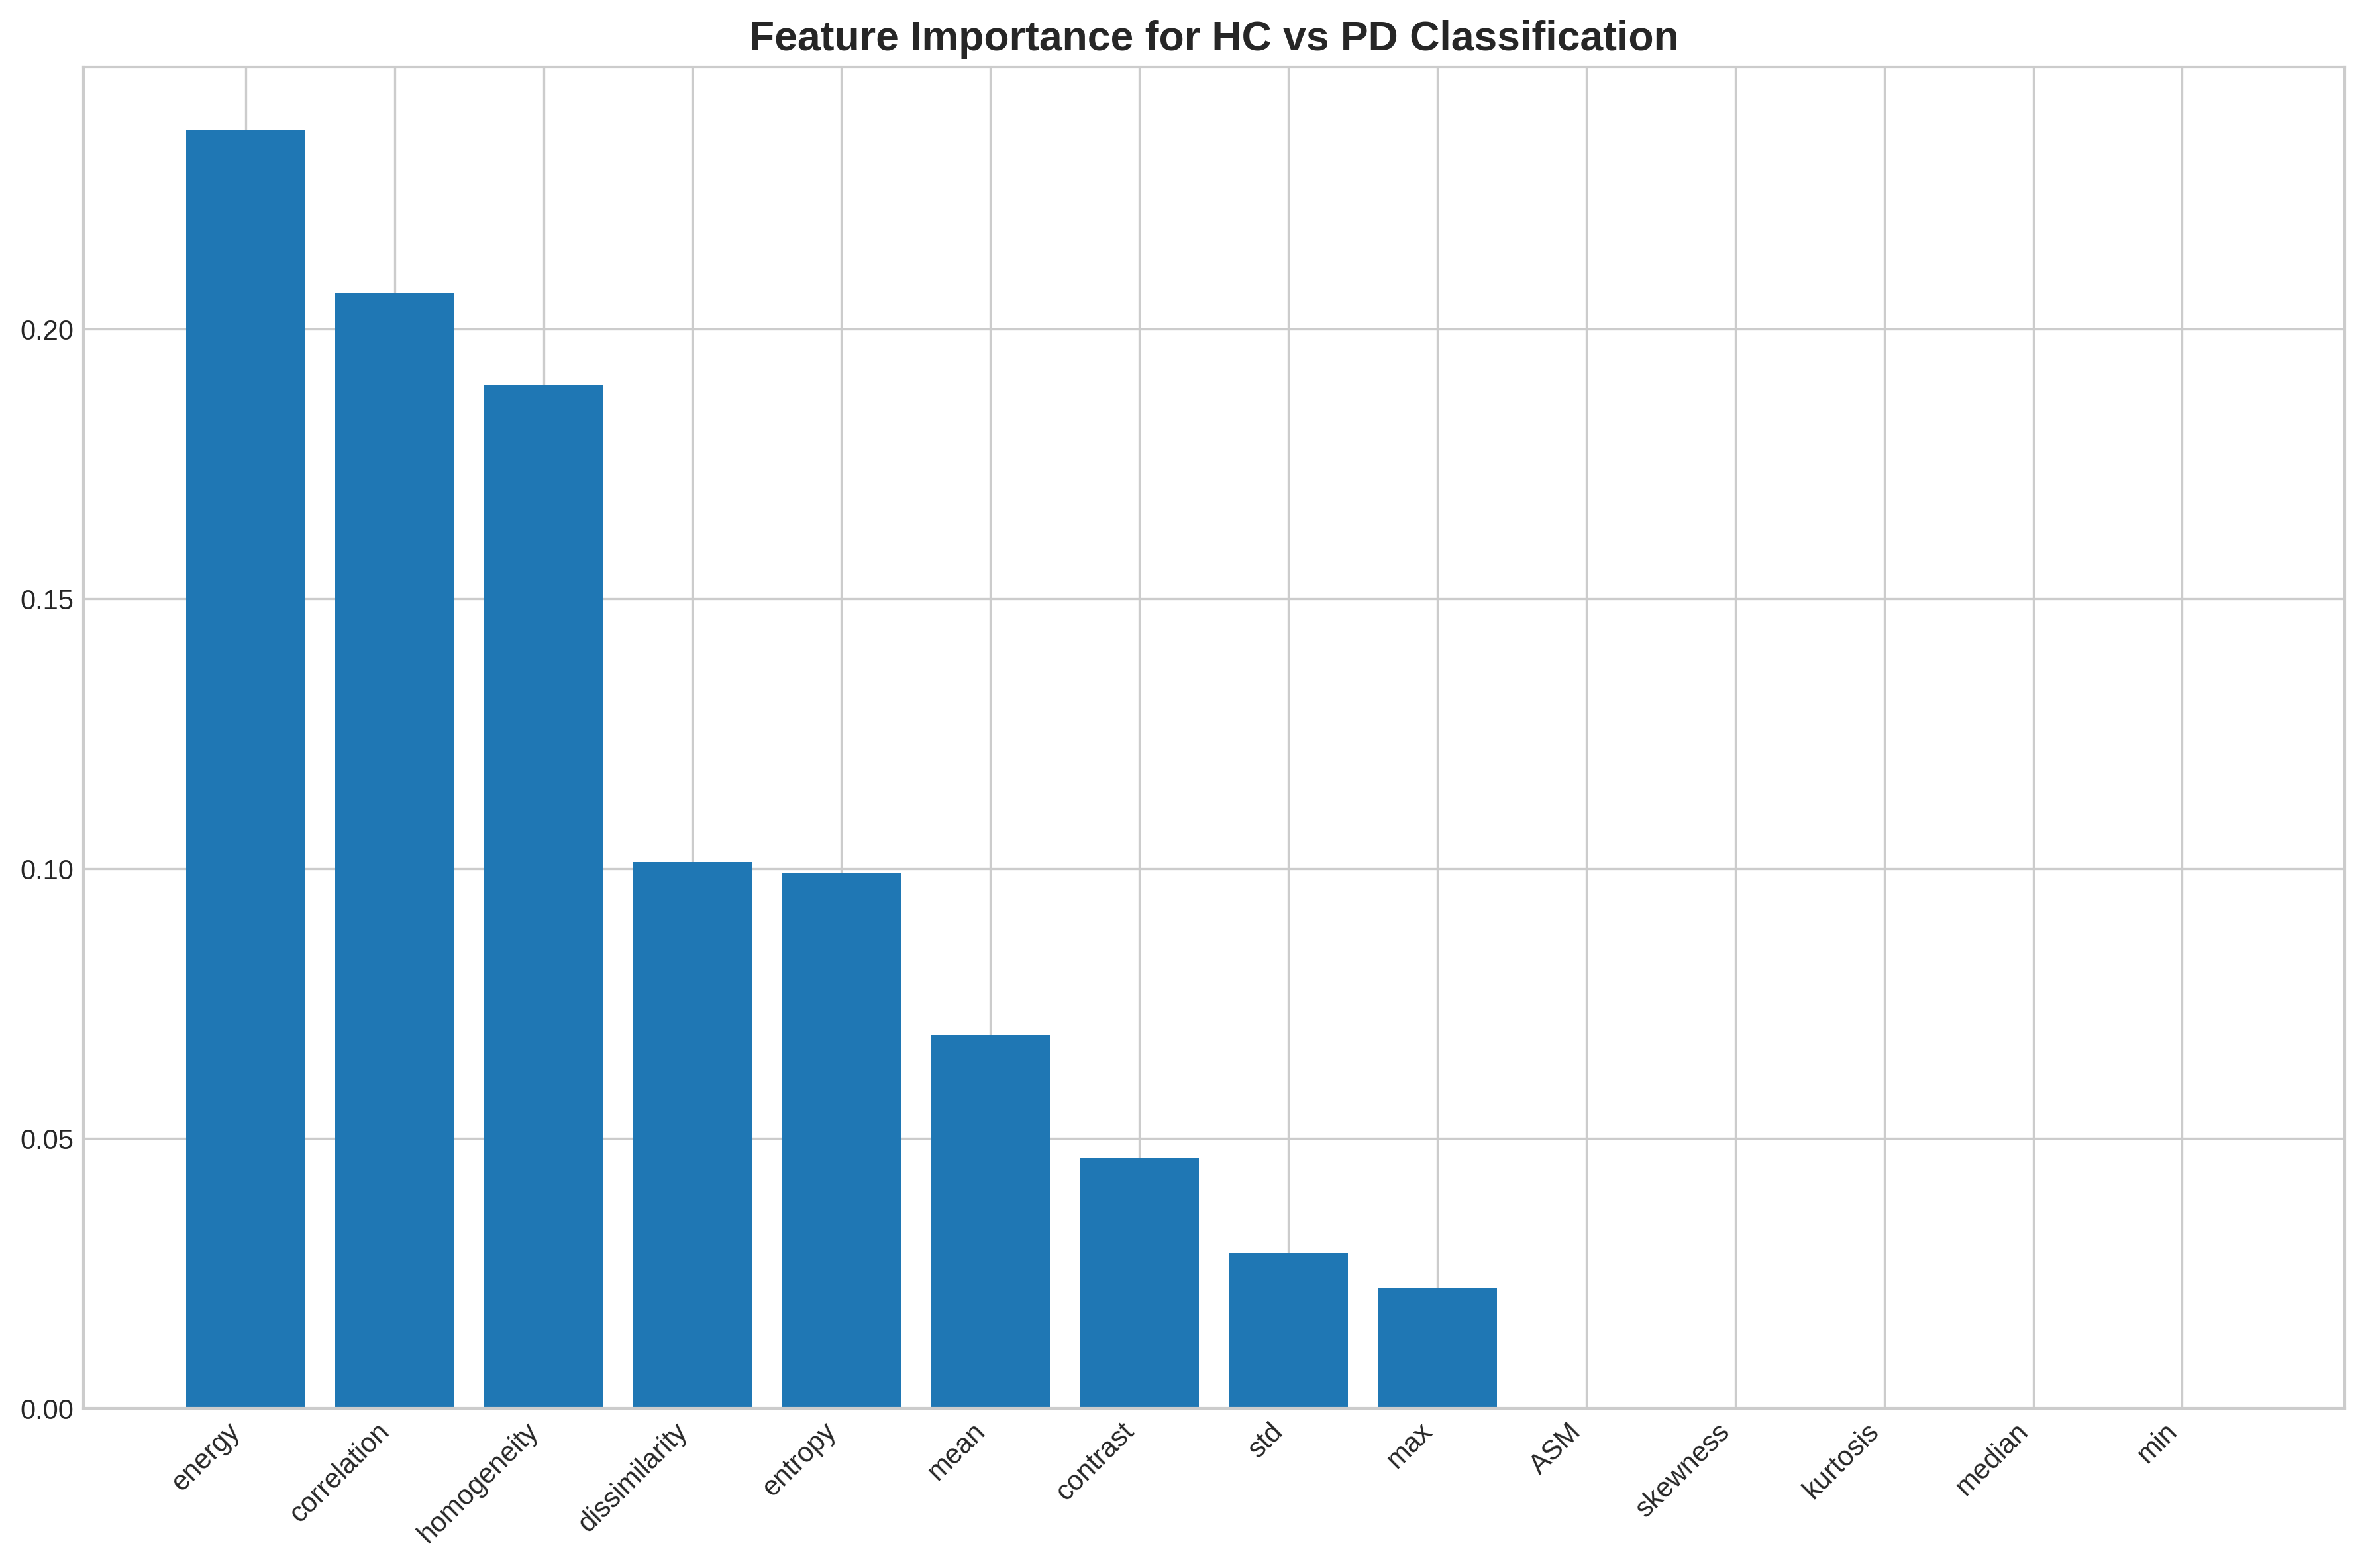 Feature Importance for HC vs PD Classification
0.20
0.15
0.10
0.05
0.00
energy
correlation
homogeneity
dissimilarity
entropy
mean
contrast
std
max
ASM
skewness
kurtosis
median
min